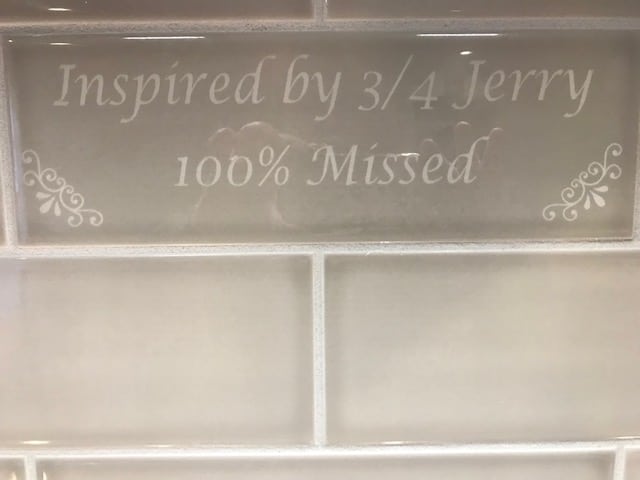 Inspired by 3/4 Jerry
100% Missed